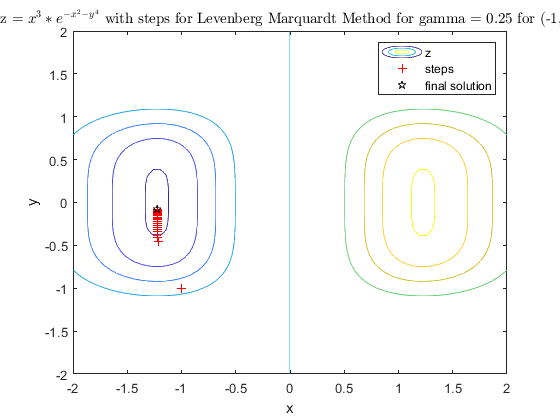 z = x^3 * e^{-x^2-y^4} with steps for Levenberg Marquardt Method for gamma = 0.25 for (-1,
z
steps
final solution
2
1.5
1
0.5
0
-0.5
-1
-1.5
-2
y
-2 -1.5 -1 -0.5 0 0.5 1 1.5 2
x